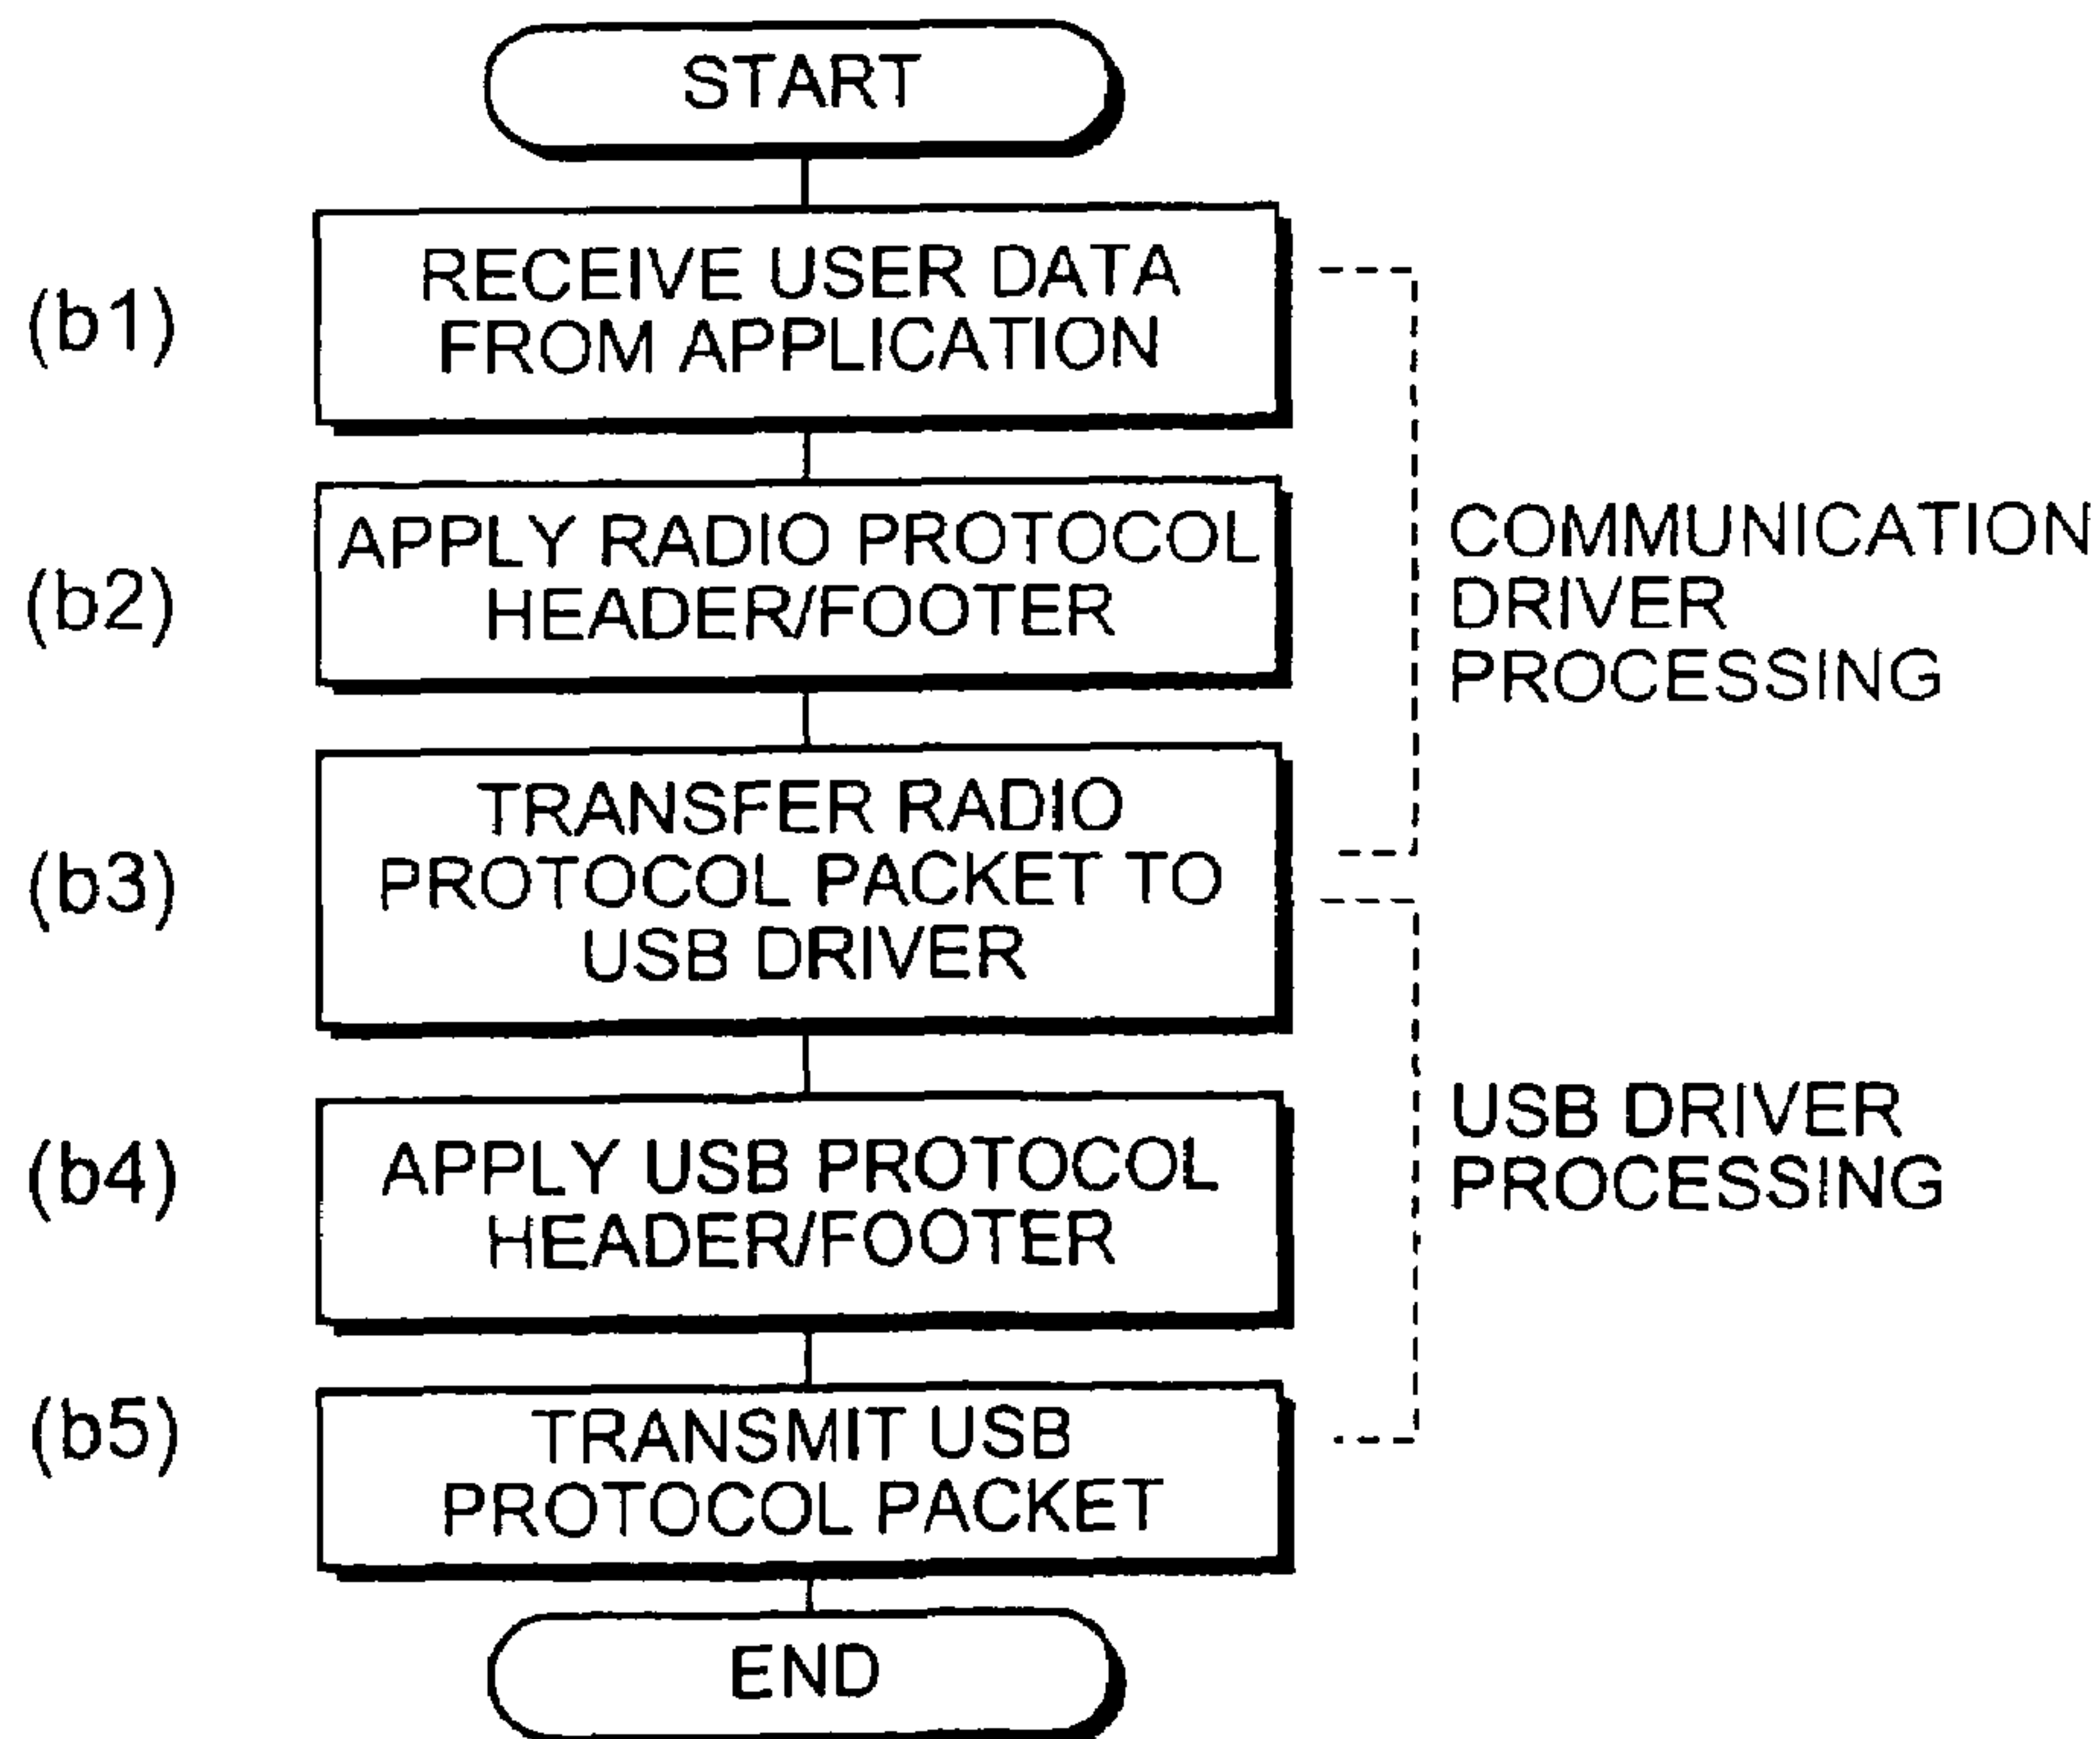 START
(b1)
RECEIVE USER DATA
FROM APPLICATION
(b2)
APPLY RADIO PROTOCOL
HEADER/FOOTER
COMMUNICATION
DRIVER
PROCESSING
(b3)
TRANSFER RADIO
PROTOCOL PACKET TO
USB DRIVER
(b4)
APPLY USB PROTOCOL
HEADER/FOOTER
USB DRIVER
PROCESSING
(b5)
TRANSMIT USB
PROTOCOL PACKET
END